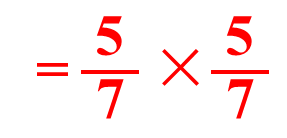 = 5/7 × 5/7